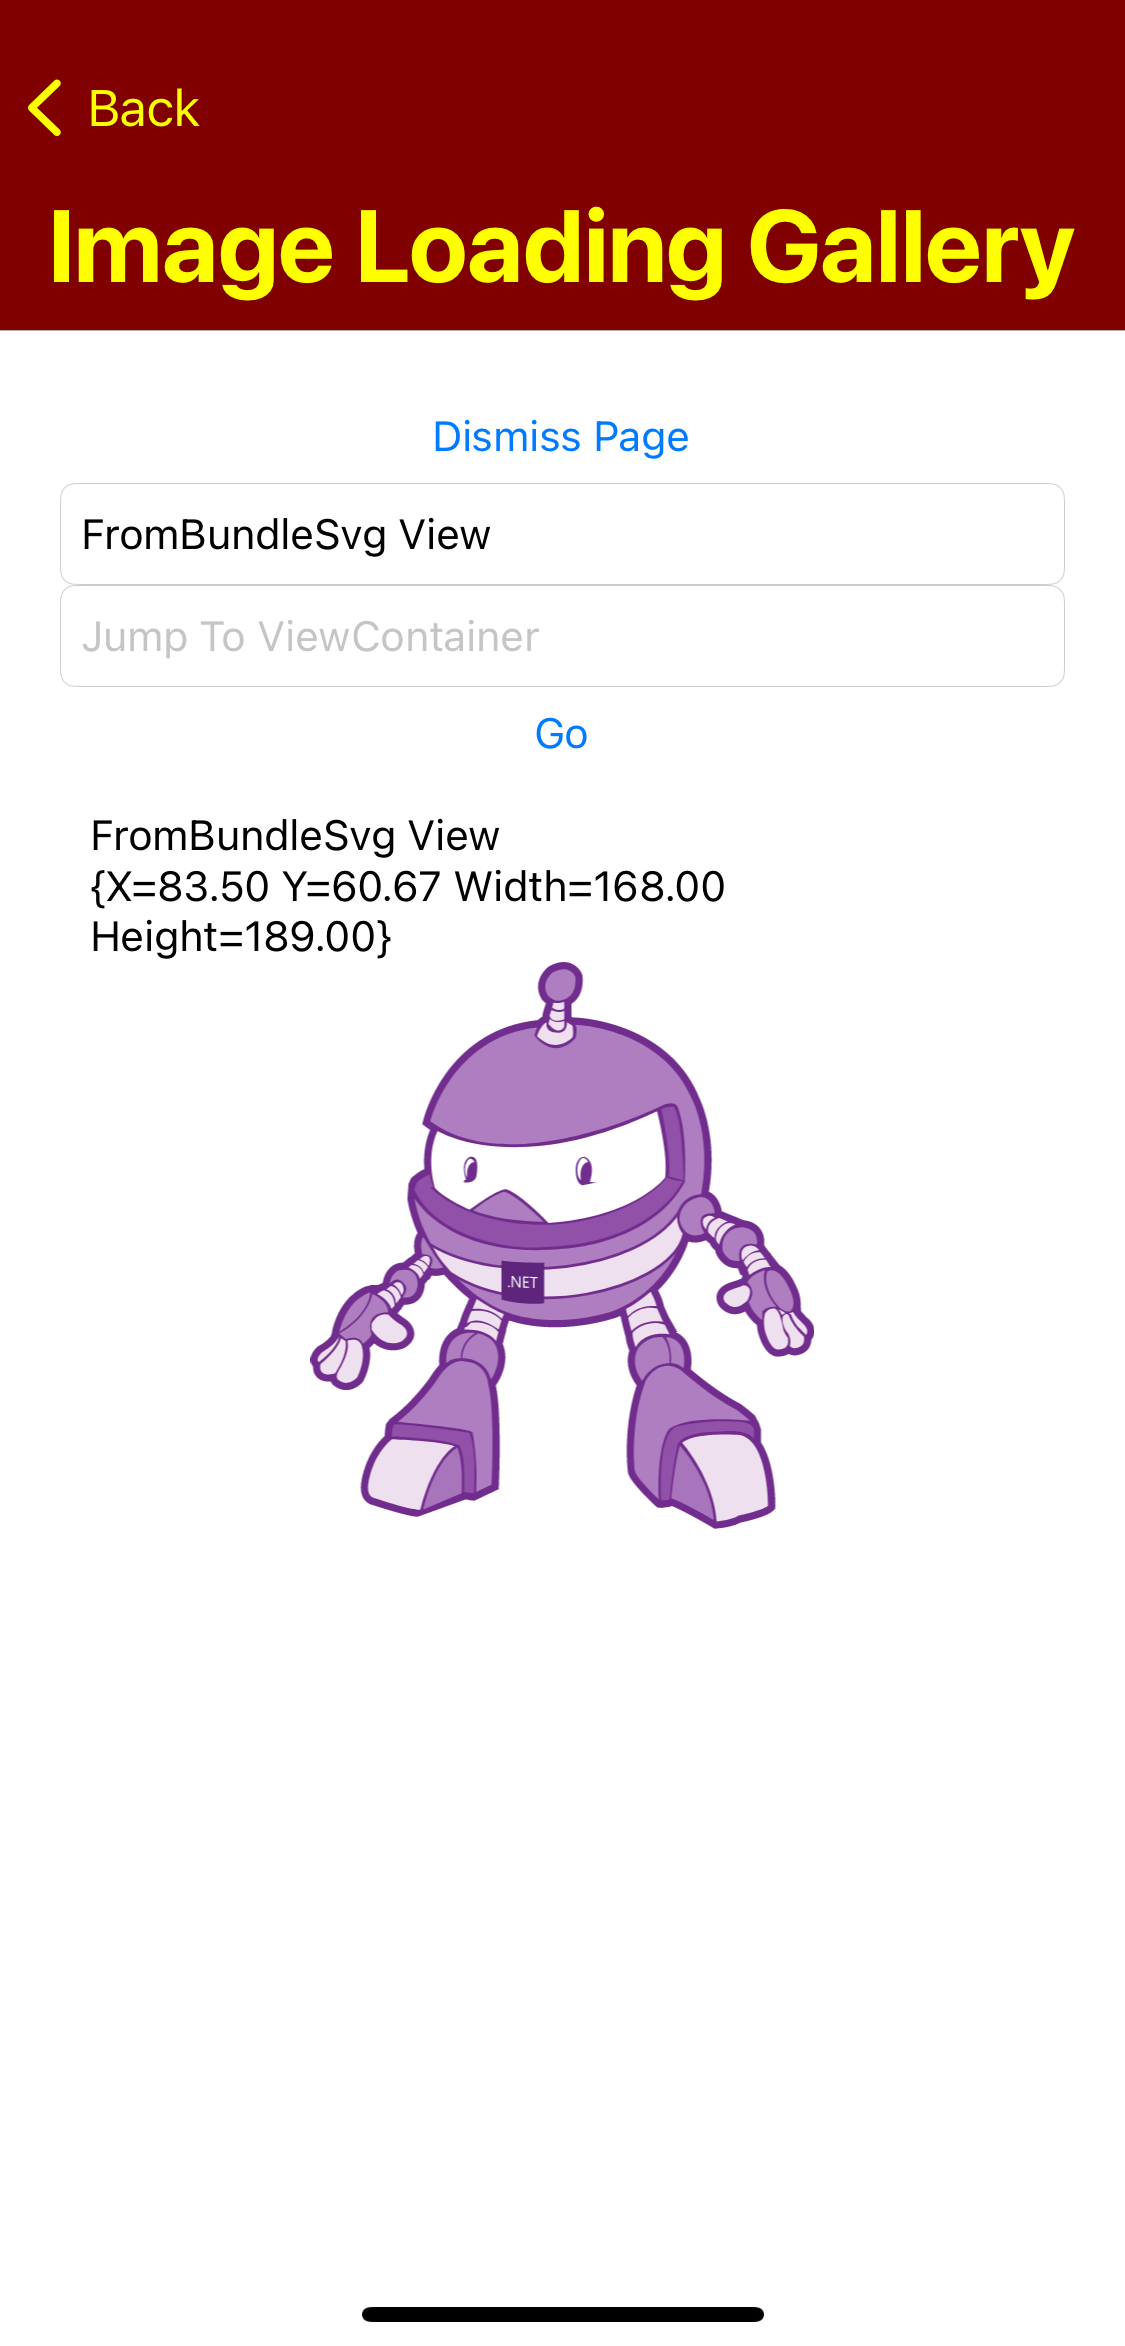 Back
Image Loading Gallery
Dismiss Page
FromBundleSvg View
Jump To ViewContainer
Go
FromBundleSvg View
{X=83.50 Y=60.67 Width=168.00
Height=189.00}
.NET